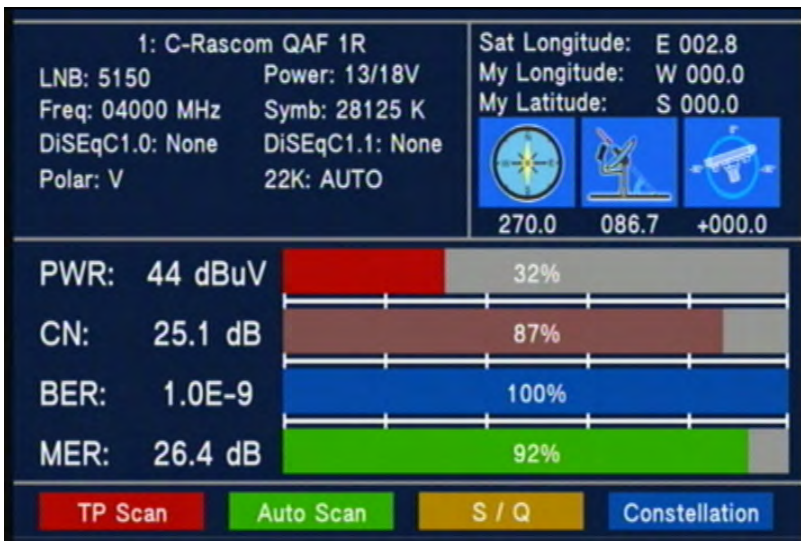 1: C-Rascom QAF 1R
LNB: 5150 Power: 13/18V
Freq: 04000 MHz Symb: 28125 K
DiSEqC1.0: None DiSEqC1.1: None
Polar: V 22K: AUTO
Sat Longitude: E 002.8
My Longitude: W 000.0
My Latitude: S 000.0
270.0 086.7 +000.0
PWR: 44 dBuV 32%
CN: 25.1 dB 87%
BER: 1.0E-9 100%
MER: 26.4 dB 92%
TP Scan Auto Scan S / Q Constellation